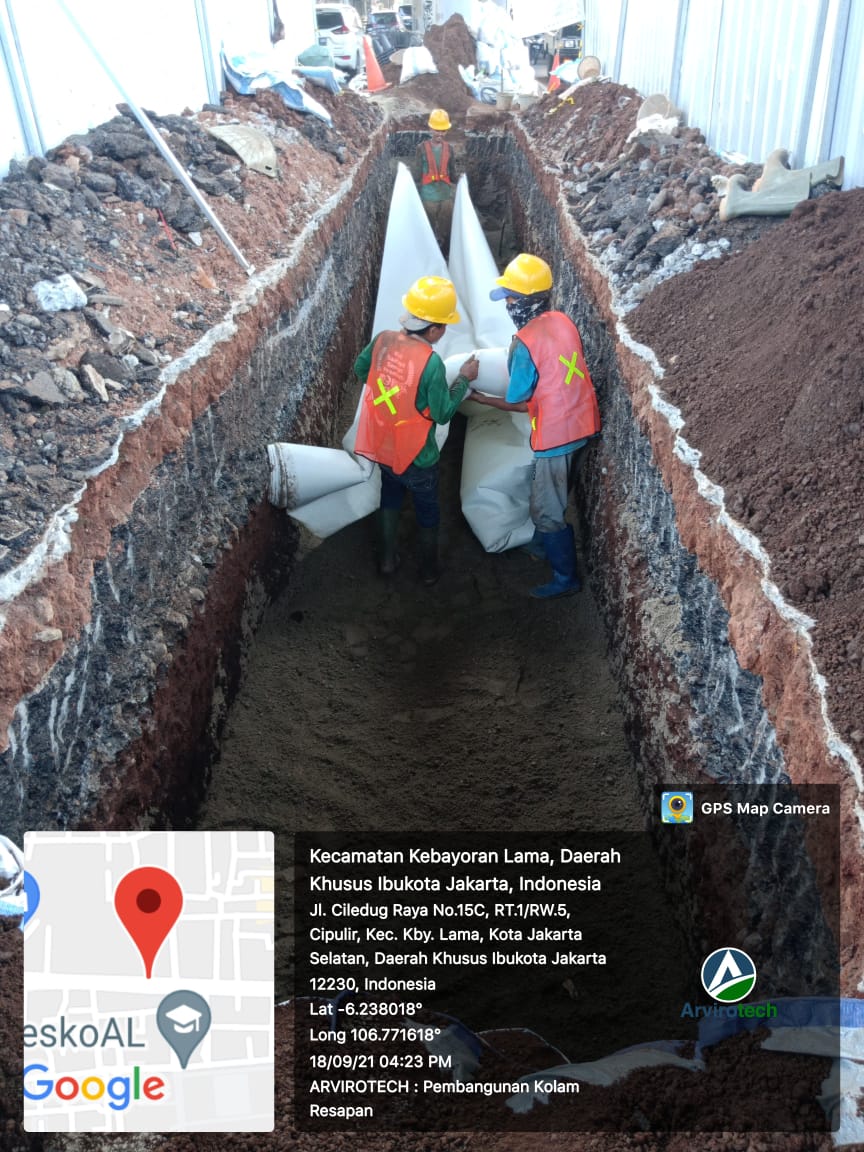 GPS Map Camera
Kecamatan Kebayoran Lama, Daerah
Khusus Ibukota Jakarta, Indonesia
Jl. Ciledug Raya No.15C, RT.1/RW.5,
Cipulir, Kec. Kby. Lama, Kota Jakarta
Selatan, Daerah Khusus Ibukota Jakarta
12230, Indonesia
Lat -6.238018°
Long 106.771618°
18/09/21 04:23 PM
ARVIROTECH : Pembangunan Kolam
Resapan
Arvirotech
eskoAL
Google